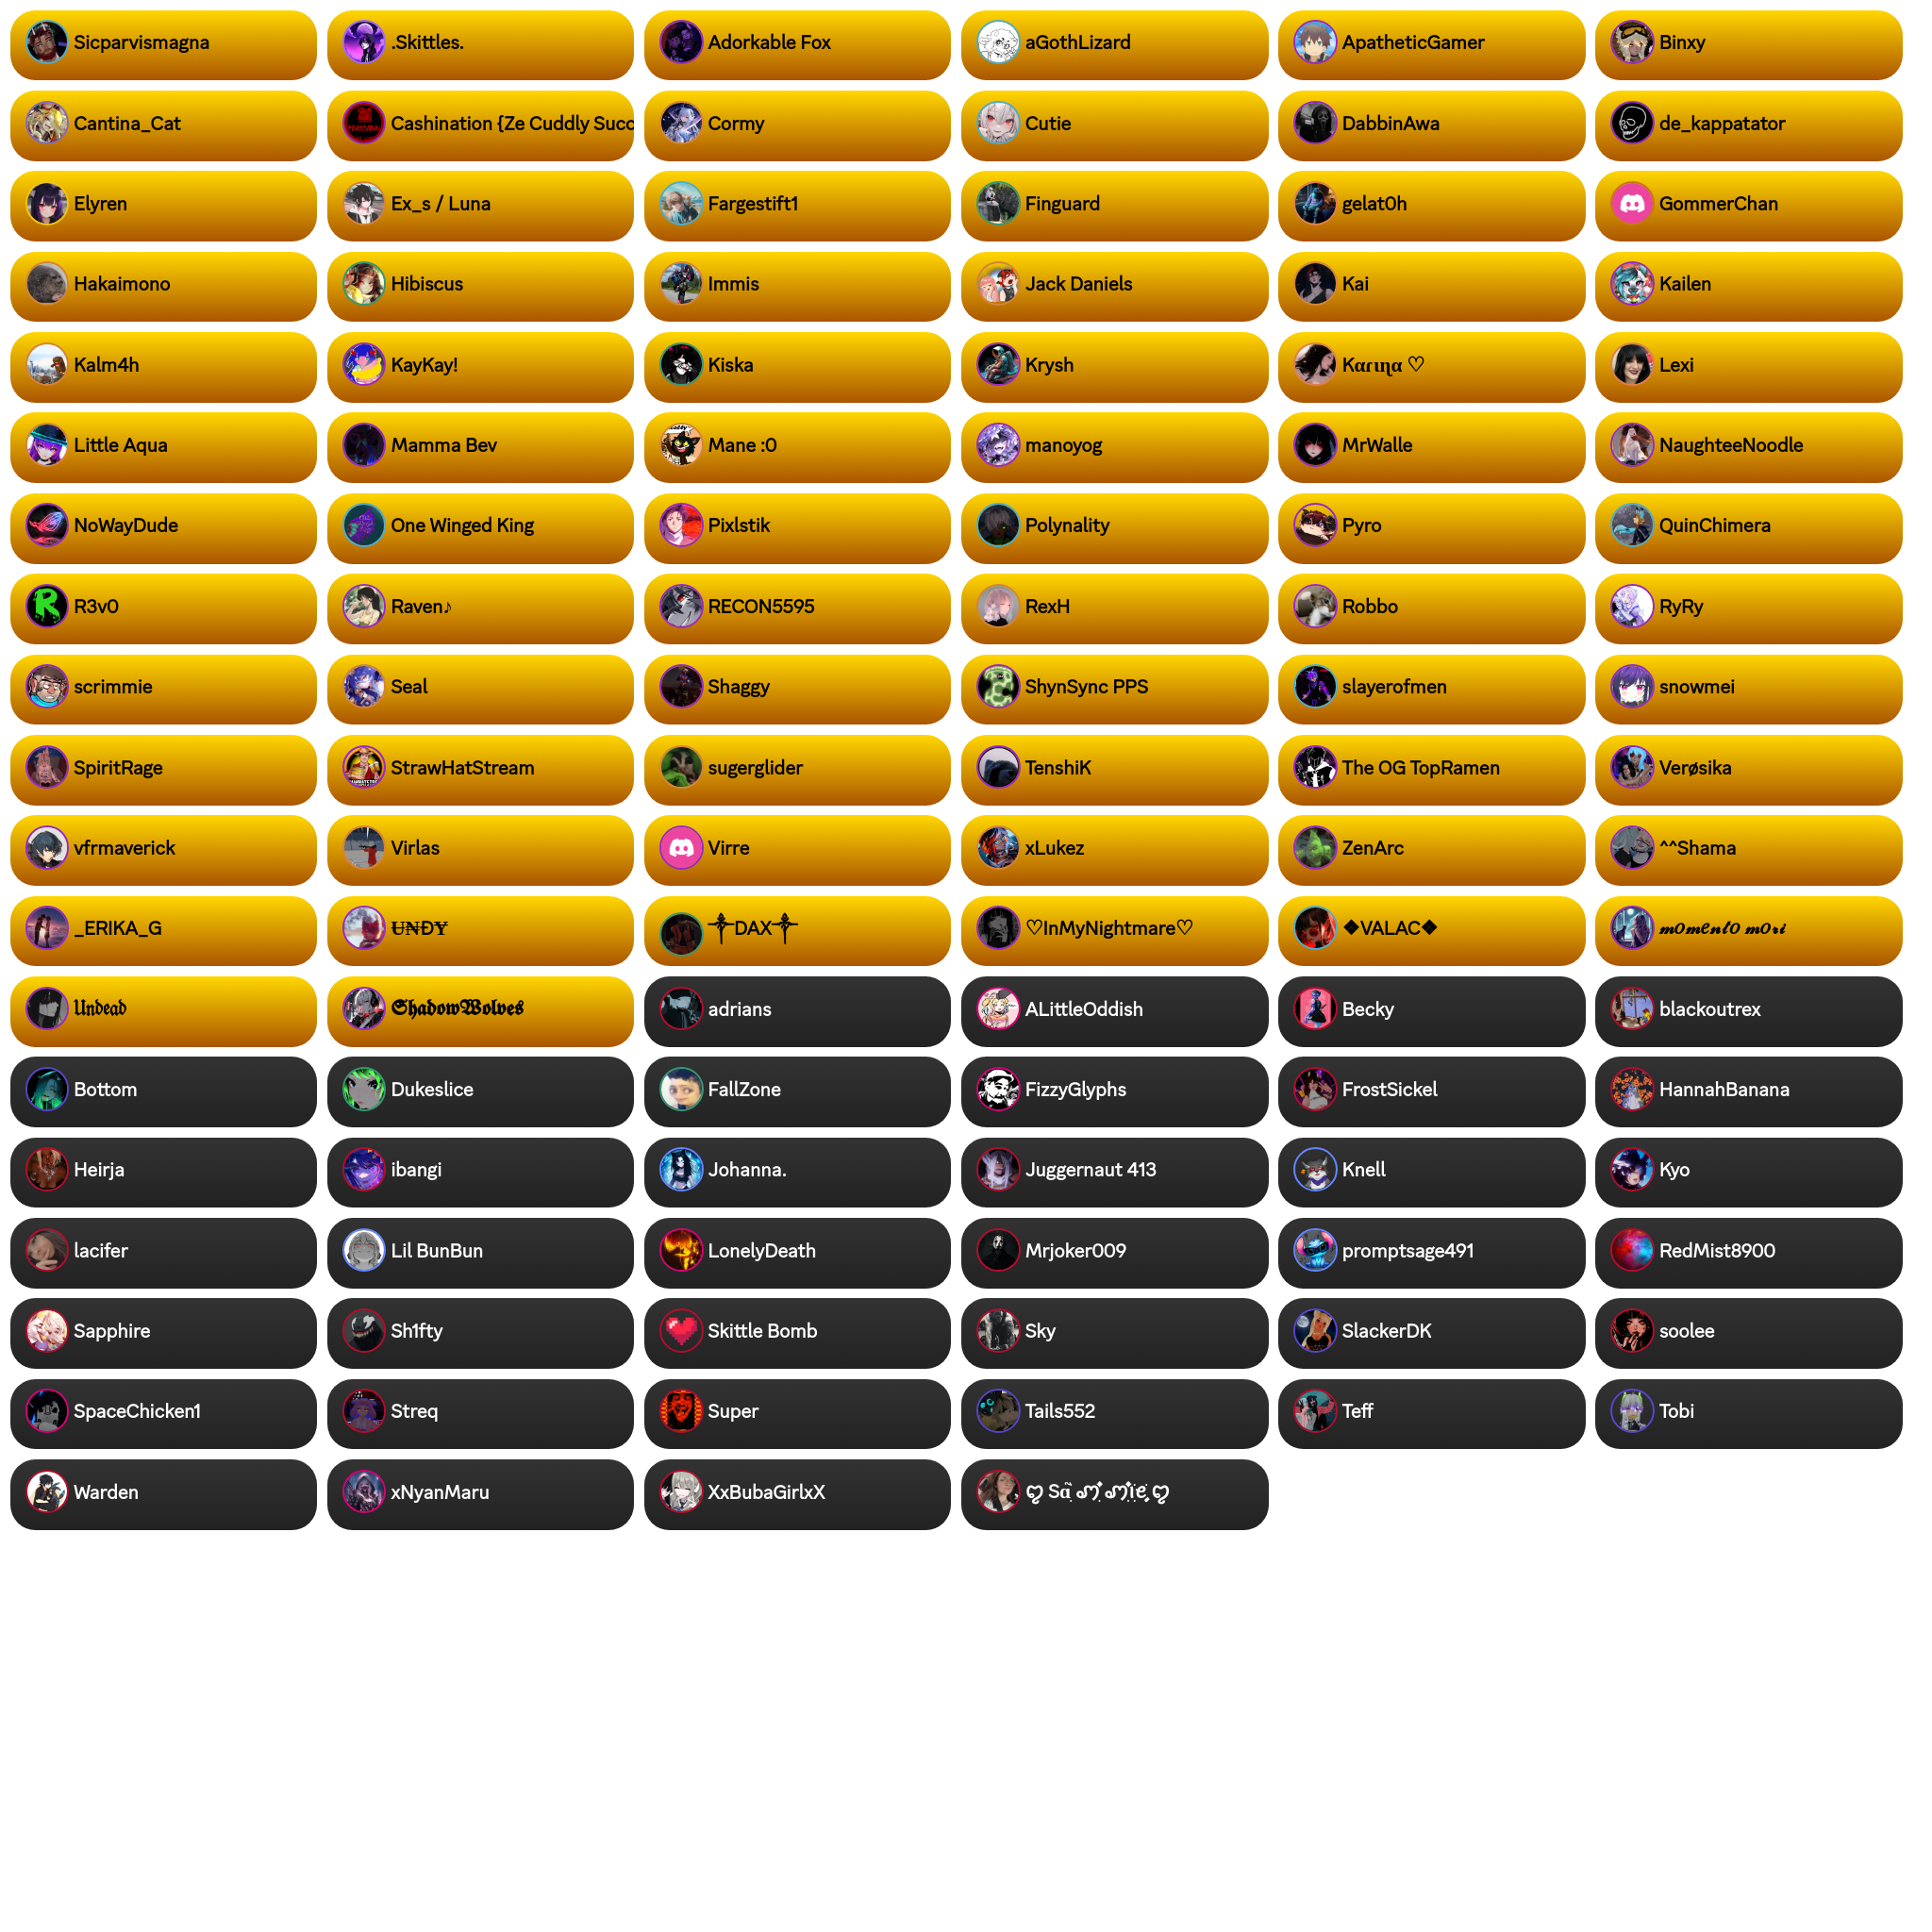 Sicparvismagna
.Skittles.
Adorkable Fox
aGothLizard
ApatheticGamer
Binxy
Cantina_Cat
Cashination {Ze Cuddly Succ
Cormy
Cutie
DabbinAwa
de_kappatator
Elyren
Ex_s / Luna
Fargestift1
Finguard
gelat0h
GommerChan
Hakaimono
Hibiscus
Immis
Jack Daniels
Kai
Kailen
Kalm4h
KayKay!
Kiska
Krysh
Kαɾιɳα ♡
Lexi
Little Aqua
Mamma Bev
Mane :0
manoyog
MrWalle
NaughteeNoodle
NoWayDude
One Winged King
Pixlstik
Polynality
Pyro
QuinChimera
R3v0
Raven♪
RECON5595
RexH
Robbo
RyRy
scrimmie
Seal
Shaggy
ShynSync PPS
slayerofmen
snowmei
SpiritRage
StrawHatStream
sugerglider
TenshiK
The OG TopRamen
Verøsika
vfrmaverick
Virlas
Virre
xLukez
ZenArc
^^Shama
_ERIKA_G
U̶N̶ĐɎ
༒DAX༒
♡InMyNightmare♡
❖VALAC❖
𝓶𝓸𝓶𝓮𝓷𝓽𝓸 𝓶𝓸𝓻𝓲
𝔘𝔫𝔡𝔢𝔞𝔡
𝕾𝖍𝖆𝖉𝖔𝖜𝖂𝖔𝖑𝖛𝖊𝖘
adrians
ALittleOddish
Becky
blackoutrex
Bottom
Dukeslice
FallZone
FizzyGlyphs
FrostSickel
HannahBanana
Heirja
ibangi
Johanna.
Juggernaut 413
Knell
Kyo
lacifer
Lil BunBun
LonelyDeath
Mrjoker009
promptsage491
RedMist8900
Sapphire
Sh1fty
Skittle Bomb
Sky
SlackerDK
soolee
SpaceChicken1
Streq
Super
Tails552
Teff
Tobi
Warden
xNyanMaru
XxBubaGirlxX